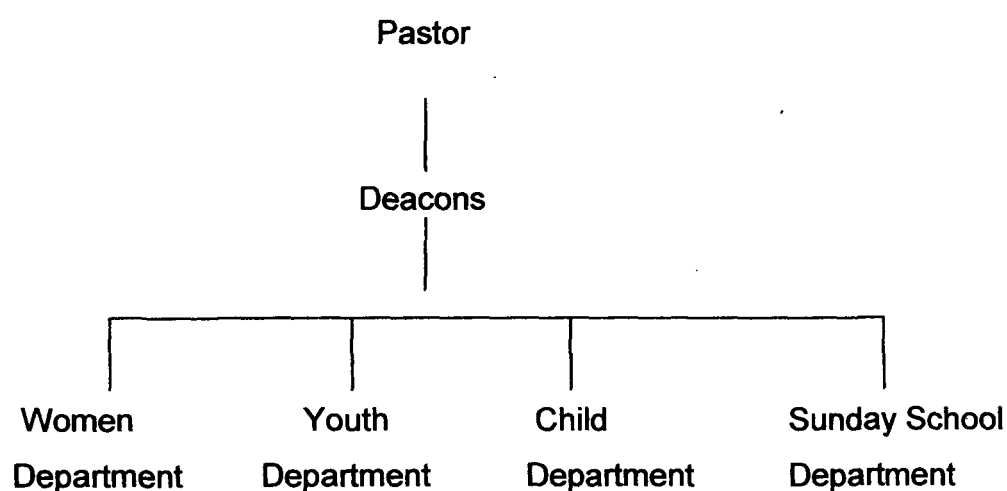 Pastor
Deacons
Women Youth Child Sunday School
Department Department Department Department